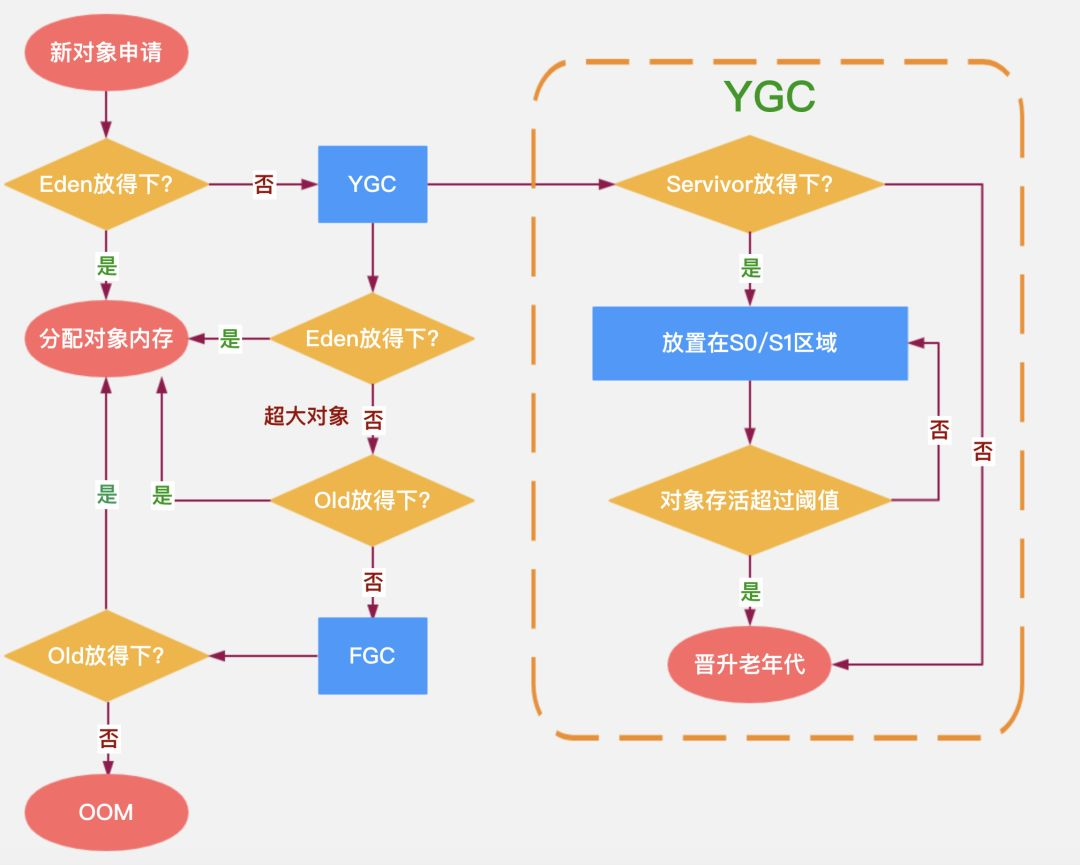 新对象申请
YGC
Eden放得下?
否
YGC
Servivor放得下?
是
是
分配对象内存
是
Eden放得下?
放置在S0/S1区域
超大对象
否
否
否
是
是
Old放得下?
对象存活超过阈值
否
是
Old放得下?
FGC
晋升老年代
否
OOM